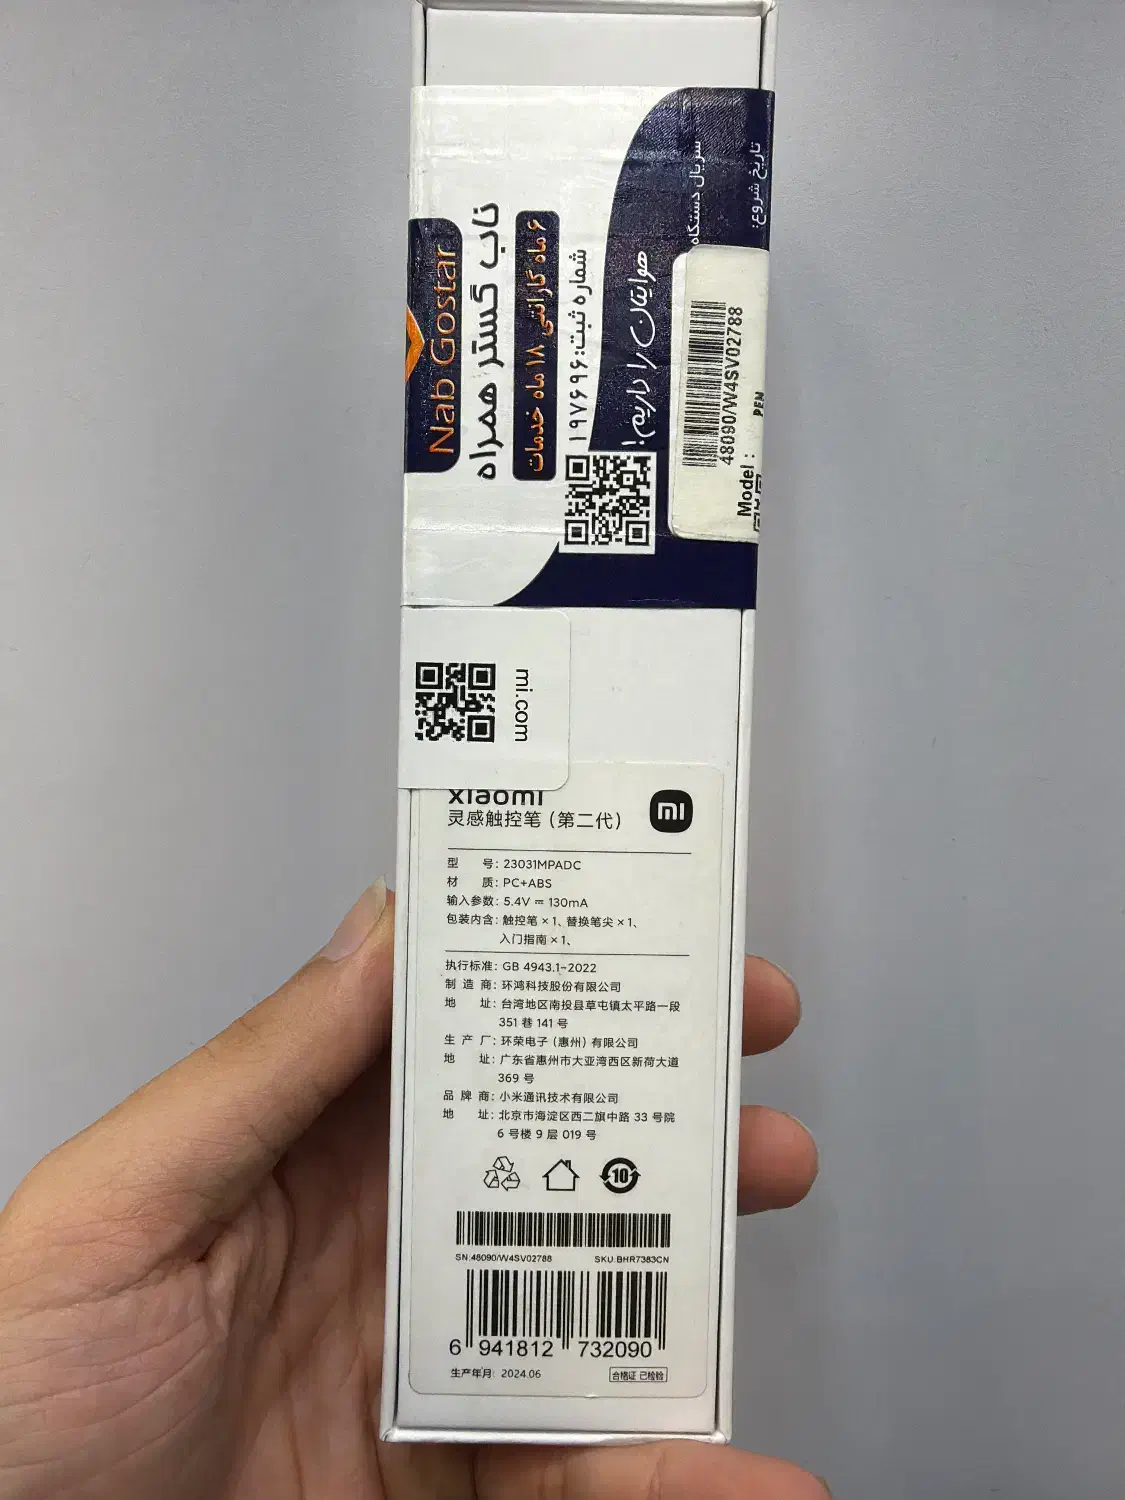 Nab Gostar
ناب گستر همراه
۶ ماه گارانتی ۱۸ ماه خدمات
شماره ثبت: ۱۹۷۶۹۶
هوایتان را داریم!
سریال دستگاه
تاریخ شروع:
48090/W4SV02788
Model :
PEN
mi.com
xiaomi
灵感触控笔（第二代）
mi
型 号: 23031MPADC
材 质: PC+ABS
输入参数: 5.4V ⎓ 130mA
包装内含: 触控笔 × 1、替换笔尖 × 1、
入门指南 × 1、
执行标准: GB 4943.1-2022
制 造 商: 环鸿科技股份有限公司
地 址: 台湾地区南投县草屯镇太平路一段
351 巷 141 号
生 产 厂: 环荣电子（惠州）有限公司
地 址: 广东省惠州市大亚湾西区新荷大道
369 号
品 牌 商: 小米通讯技术有限公司
地 址: 北京市海淀区西二旗中路 33 号院
6 号楼 9 层 019 号
10
SN:48090/W4SV02788 SKU:BHR7383CN
6 941812 732090
生产年月: 2024.06 合格证 已检验